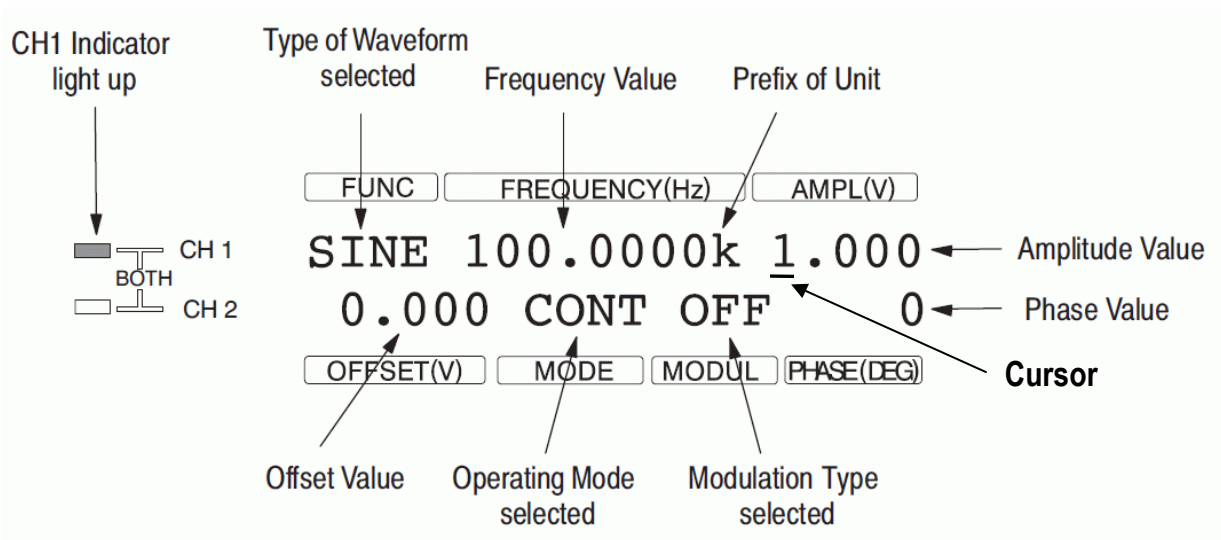 CH1 Indicator
light up
Type of Waveform
selected
Frequency Value
Prefix of Unit
FUNC
FREQUENCY(Hz)
AMPL(V)
CH 1
SINE 100.0000k 1.000
Amplitude Value
BOTH
CH 2
0.000 CONT OFF 0
Phase Value
OFFSET(V)
MODE
MODUL
PHASE(DEG)
Cursor
Offset Value
Operating Mode
selected
Modulation Type
selected